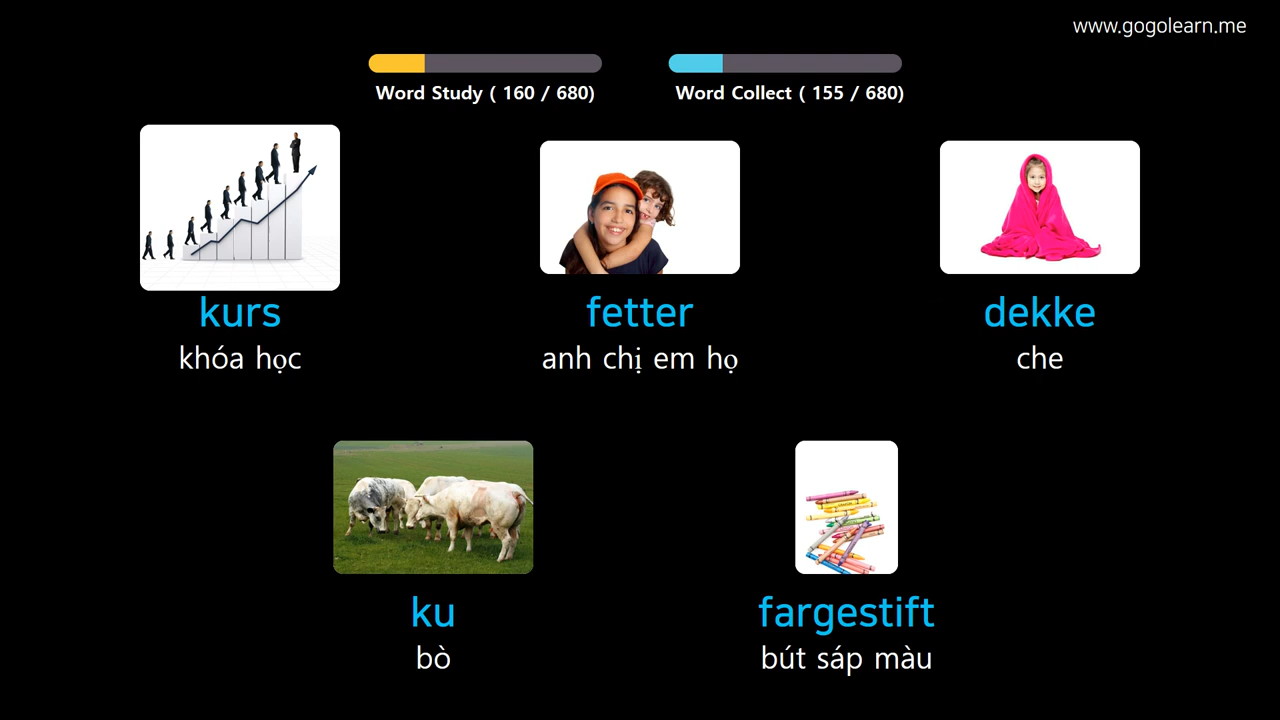 www.gogolearn.me
Word Study ( 160 / 680)
Word Collect ( 155 / 680)
kurs
khóa học
fetter
anh chị em họ
dekke
che
ku
bò
fargestift
bút sáp màu